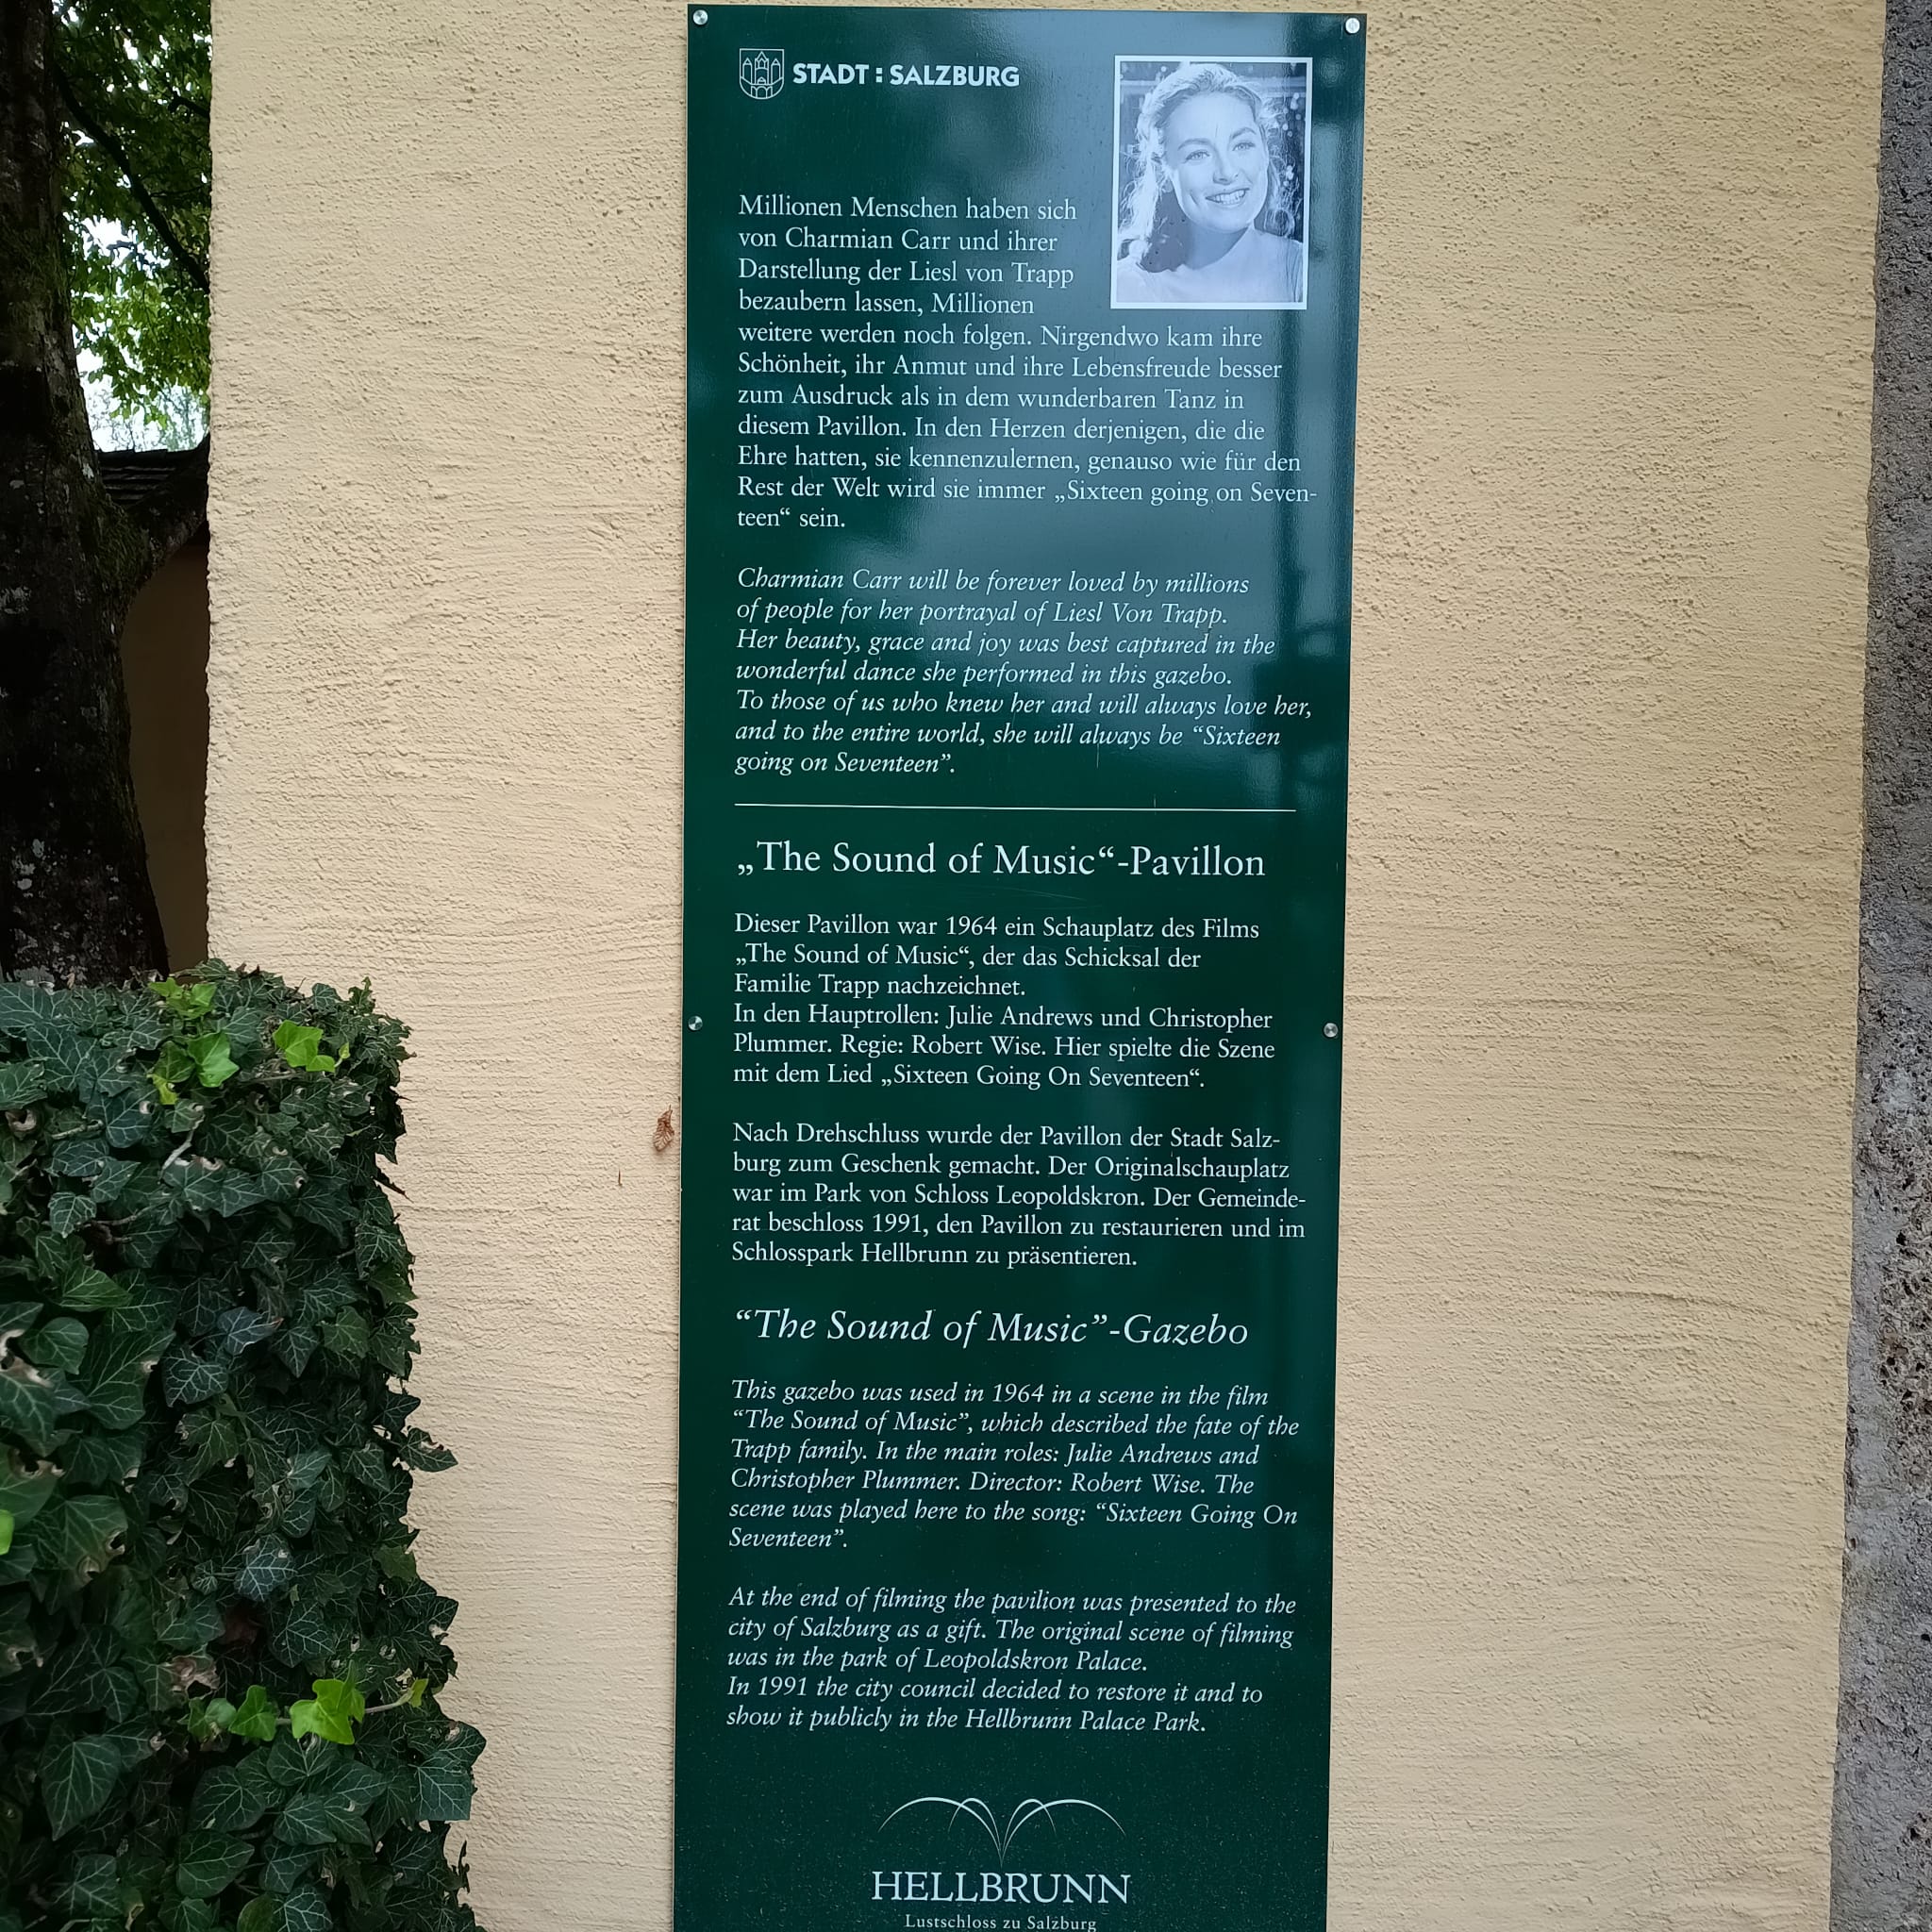 STADT : SALZBURG
Millionen Menschen haben sich
von Charmian Carr und ihrer
Darstellung der Liesl von Trapp
bezaubern lassen, Millionen
weitere werden noch folgen. Nirgendwo kam ihre
Schönheit, ihr Anmut und ihre Lebensfreude besser
zum Ausdruck als in dem wunderbaren Tanz in
diesem Pavillon. In den Herzen derjenigen, die die
Ehre hatten, sie kennenzulernen, genauso wie für den
Rest der Welt wird sie immer „Sixteen going on Seven-
teen“ sein.
Charmian Carr will be forever loved by millions
of people for her portrayal of Liesl Von Trapp.
Her beauty, grace and joy was best captured in the
wonderful dance she performed in this gazebo.
To those of us who knew her and will always love her,
and to the entire world, she will always be “Sixteen
going on Seventeen”.
„The Sound of Music“-Pavillon
Dieser Pavillon war 1964 ein Schauplatz des Films
„The Sound of Music“, der das Schicksal der
Familie Trapp nachzeichnet.
In den Hauptrollen: Julie Andrews und Christopher
Plummer. Regie: Robert Wise. Hier spielte die Szene
mit dem Lied „Sixteen Going On Seventeen“.
Nach Drehschluss wurde der Pavillon der Stadt Salz-
burg zum Geschenk gemacht. Der Originalschauplatz
war im Park von Schloss Leopoldskron. Der Gemeinde-
rat beschloss 1991, den Pavillon zu restaurieren und im
Schlosspark Hellbrunn zu präsentieren.
“The Sound of Music”-Gazebo
This gazebo was used in 1964 in a scene in the film
“The Sound of Music”, which described the fate of the
Trapp family. In the main roles: Julie Andrews and
Christopher Plummer. Director: Robert Wise. The
scene was played here to the song: “Sixteen Going On
Seventeen”.
At the end of filming the pavilion was presented to the
city of Salzburg as a gift. The original scene of filming
was in the park of Leopoldskron Palace.
In 1991 the city council decided to restore it and to
show it publicly in the Hellbrunn Palace Park.
HELLBRUNN
Lustschloss zu Salzburg